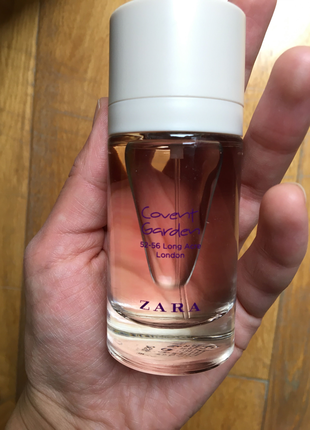 Covent
Garden
52-56 Long Acre
London
ZARA